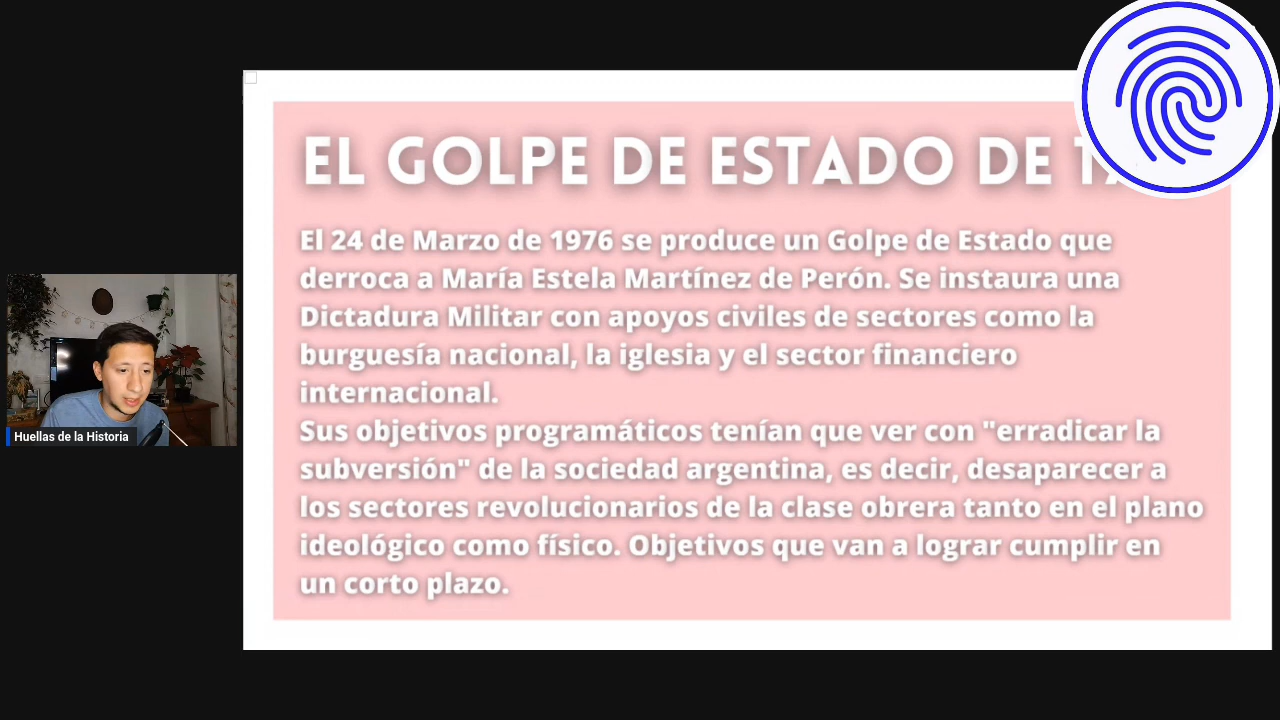 EL GOLPE DE ESTADO DE
El 24 de Marzo de 1976 se produce un Golpe de Estado que
derroca a María Estela Martínez de Perón. Se instaura una
Dictadura Militar con apoyos civiles de sectores como la
burguesía nacional, la iglesia y el sector financiero
internacional.
Sus objetivos programáticos tenían que ver con "erradicar la
subversión" de la sociedad argentina, es decir, desaparecer a
los sectores revolucionarios de la clase obrera tanto en el plano
ideológico como físico. Objetivos que van a lograr cumplir en
un corto plazo.
Huellas de la Historia